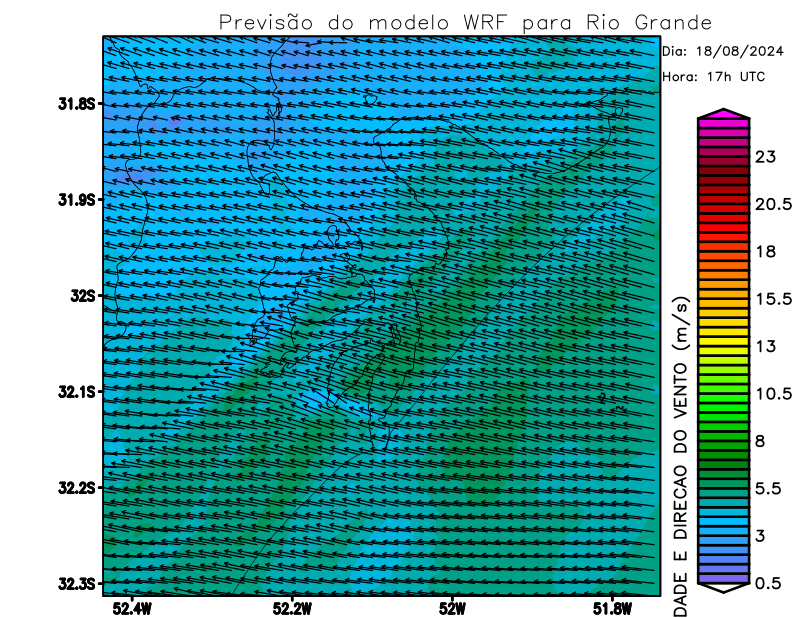 Previsão do modelo WRF para Rio Grande
Dia: 18/08/2024
Hora: 17h UTC
31.8S
31.9S
32S
32.1S
32.2S
32.3S
52.4W
52.2W
52W
51.8W
23
20.5
18
15.5
13
10.5
8
5.5
3
0.5
DADE E DIRECAO DO VENTO (m/s)